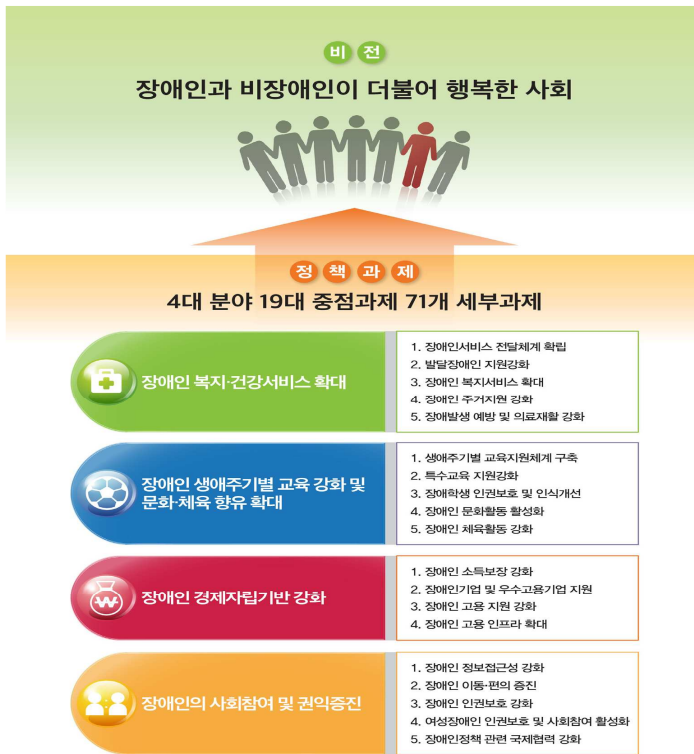 비전
장애인과 비장애인이 더불어 행복한 사회
정책과제
4대 분야 19대 중점과제 71개 세부과제
장애인 복지·건강서비스 확대
1. 장애인서비스 전달체계 확립
2. 발달장애인 지원강화
3. 장애인 복지서비스 확대
4. 장애인 주거지원 강화
5. 장애발생 예방 및 의료재활 강화
장애인 생애주기별 교육 강화 및
문화·체육 향유 확대
1. 생애주기별 교육지원체계 구축
2. 특수교육 지원강화
3. 장애학생 인권보호 및 인식개선
4. 장애인 문화활동 활성화
5. 장애인 체육활동 강화
₩
장애인 경제자립기반 강화
1. 장애인 소득보장 강화
2. 장애인기업 및 우수고용기업 지원
3. 장애인 고용 지원 강화
4. 장애인 고용 인프라 확대
장애인의 사회참여 및 권익증진
1. 장애인 정보접근성 강화
2. 장애인 이동·편의 증진
3. 장애인 인권보호 강화
4. 여성장애인 인권보호 및 사회참여 활성화
5. 장애인정책 관련 국제협력 강화